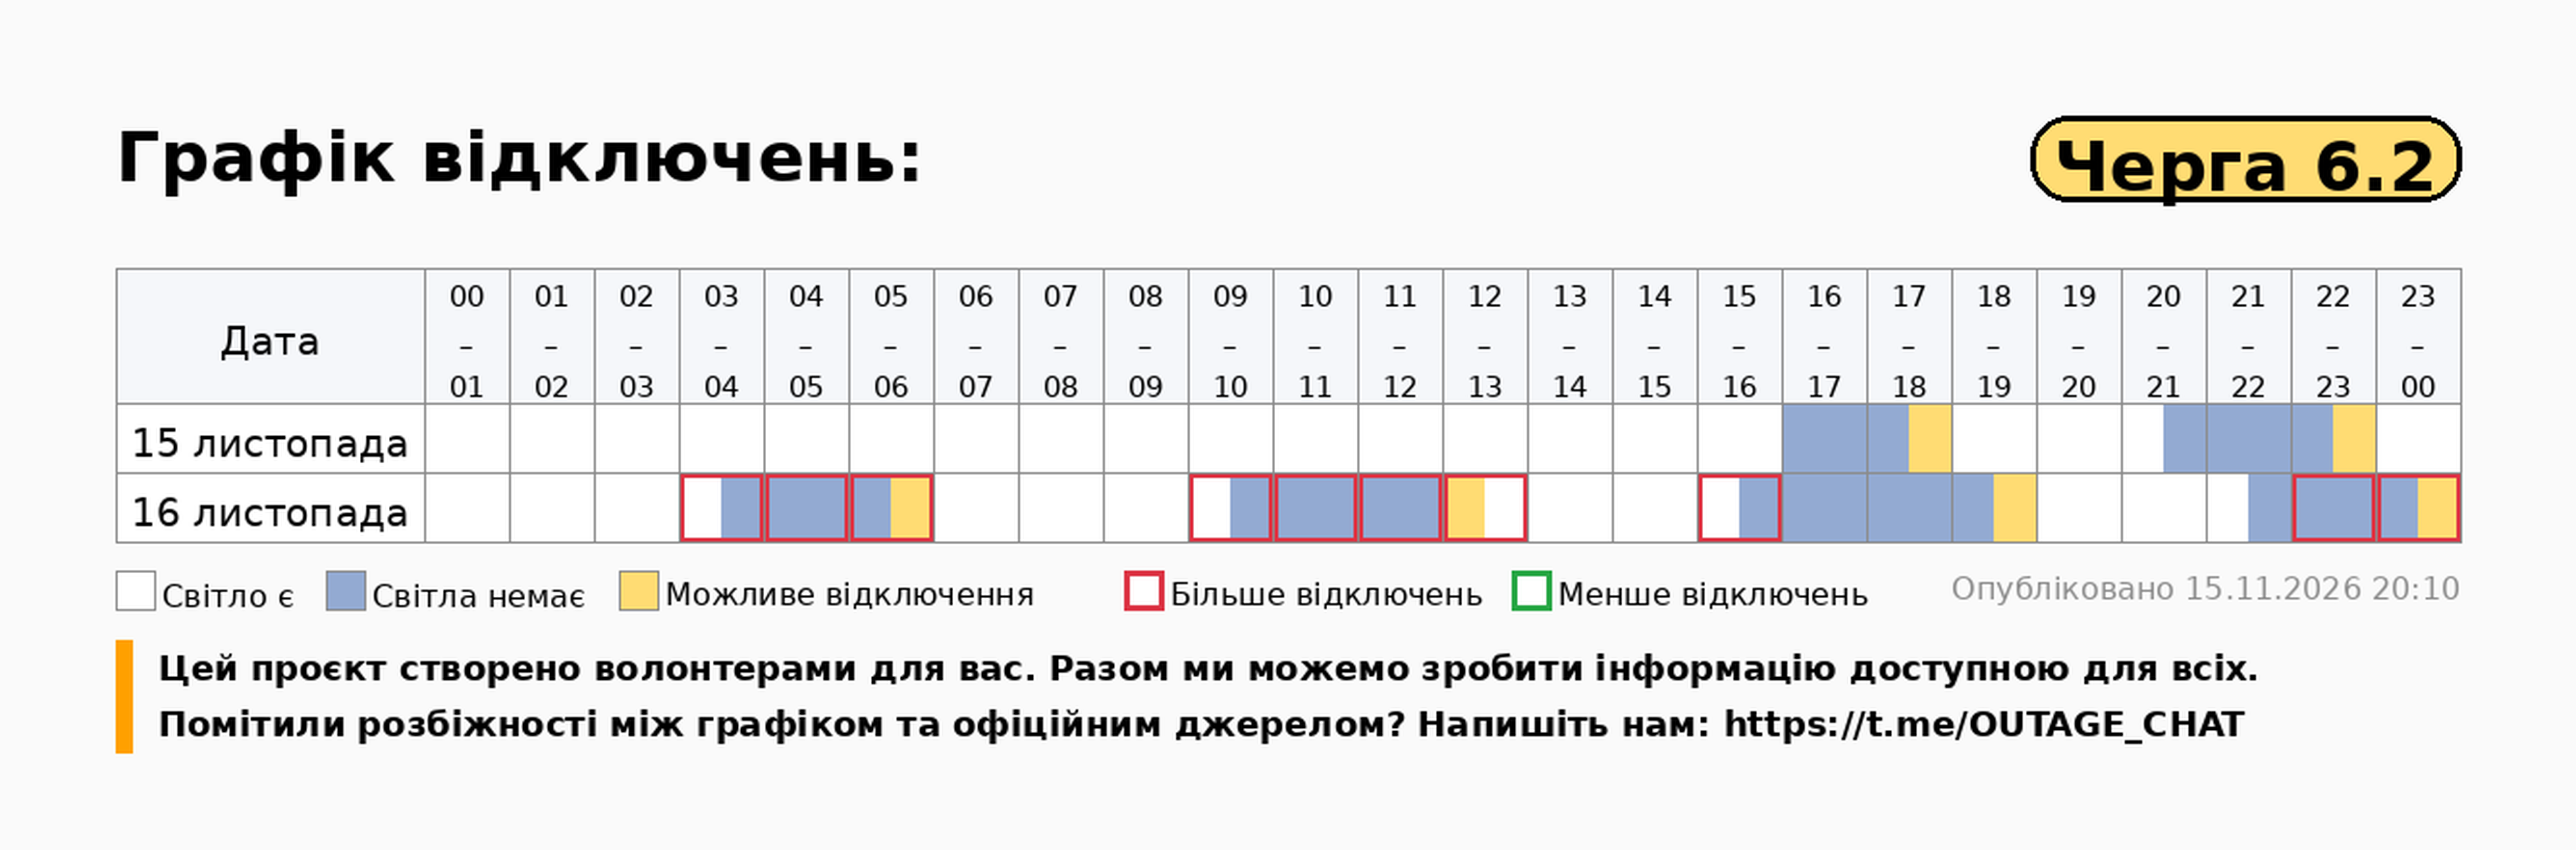 Графік відключень:
Черга 6.2
Дата 00 – 01 01 – 02 02 – 03 03 – 04 04 – 05 05 – 06 06 – 07 07 – 08 08 – 09 09 – 10 10 – 11 11 – 12 12 – 13 13 – 14 14 – 15 15 – 16 16 – 17 17 – 18 18 – 19 19 – 20 20 – 21 21 – 22 22 – 23 23 – 00
15 листопада
16 листопада
Світло є Світла немає Можливе відключення Більше відключень Менше відключень Опубліковано 15.11.2026 20:10
Цей проєкт створено волонтерами для вас. Разом ми можемо зробити інформацію доступною для всіх.
Помітили розбіжності між графіком та офіційним джерелом? Напишіть нам: https://t.me/OUTAGE_CHAT